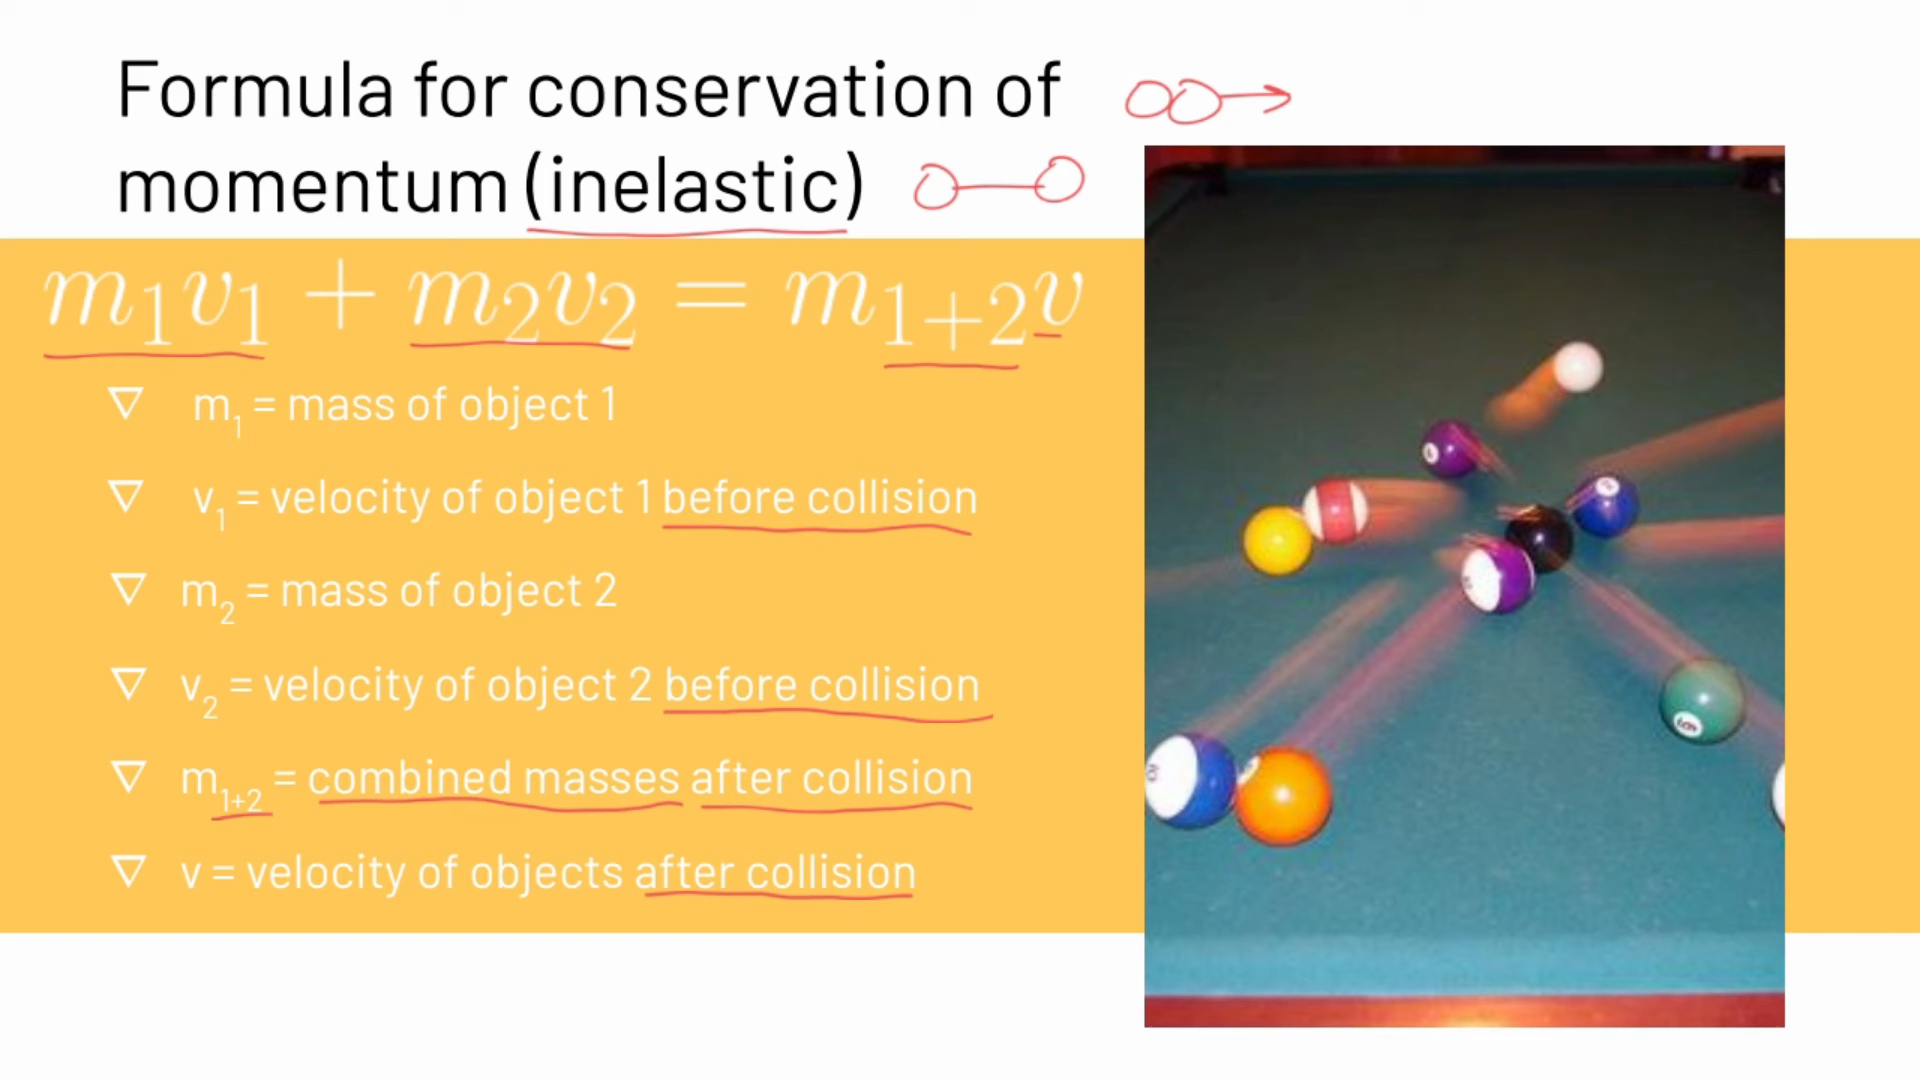 Formula for conservation of
momentum (inelastic)
m₁v₁ + m₂v₂ = m₁₊₂v
▽ m₁ = mass of object 1
▽ v₁ = velocity of object 1 before collision
▽ m₂ = mass of object 2
▽ v₂ = velocity of object 2 before collision
▽ m₁₊₂ = combined masses after collision
▽ v = velocity of objects after collision